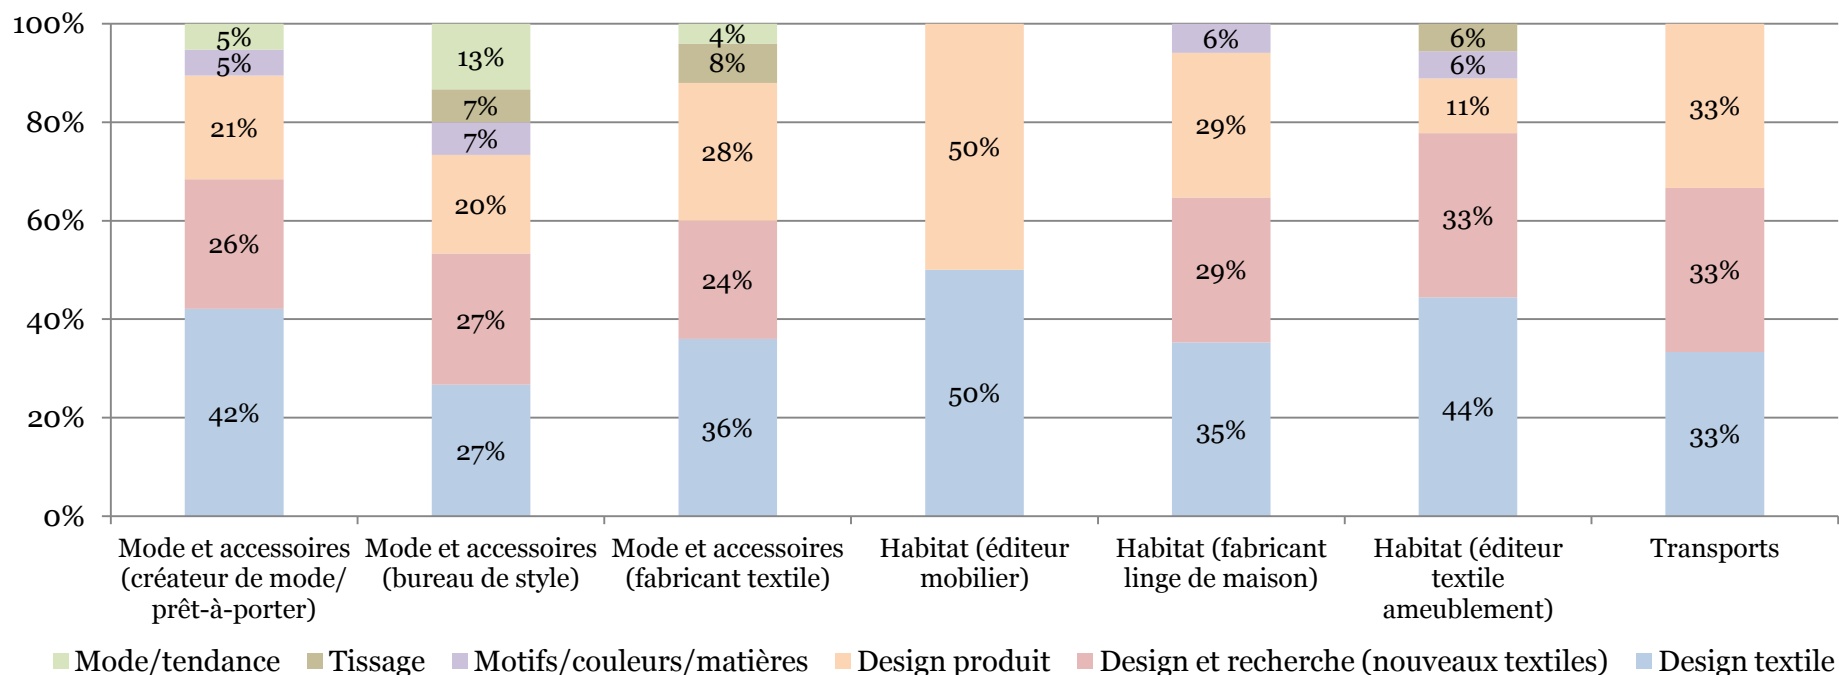 100%
80%
60%
40%
20%
0%
5%
5%
21%
26%
42%
13%
7%
7%
20%
27%
27%
4%
8%
28%
24%
36%
50%
50%
6%
29%
29%
35%
6%
6%
11%
33%
44%
33%
33%
33%
Mode et accessoires
(créateur de mode/
prêt-à-porter)
Mode et accessoires
(bureau de style)
Mode et accessoires
(fabricant textile)
Habitat (éditeur
mobilier)
Habitat (fabricant
linge de maison)
Habitat (éditeur
textile
ameublement)
Transports
Mode/tendance Tissage Motifs/couleurs/matières Design produit Design et recherche (nouveaux textiles) Design textile